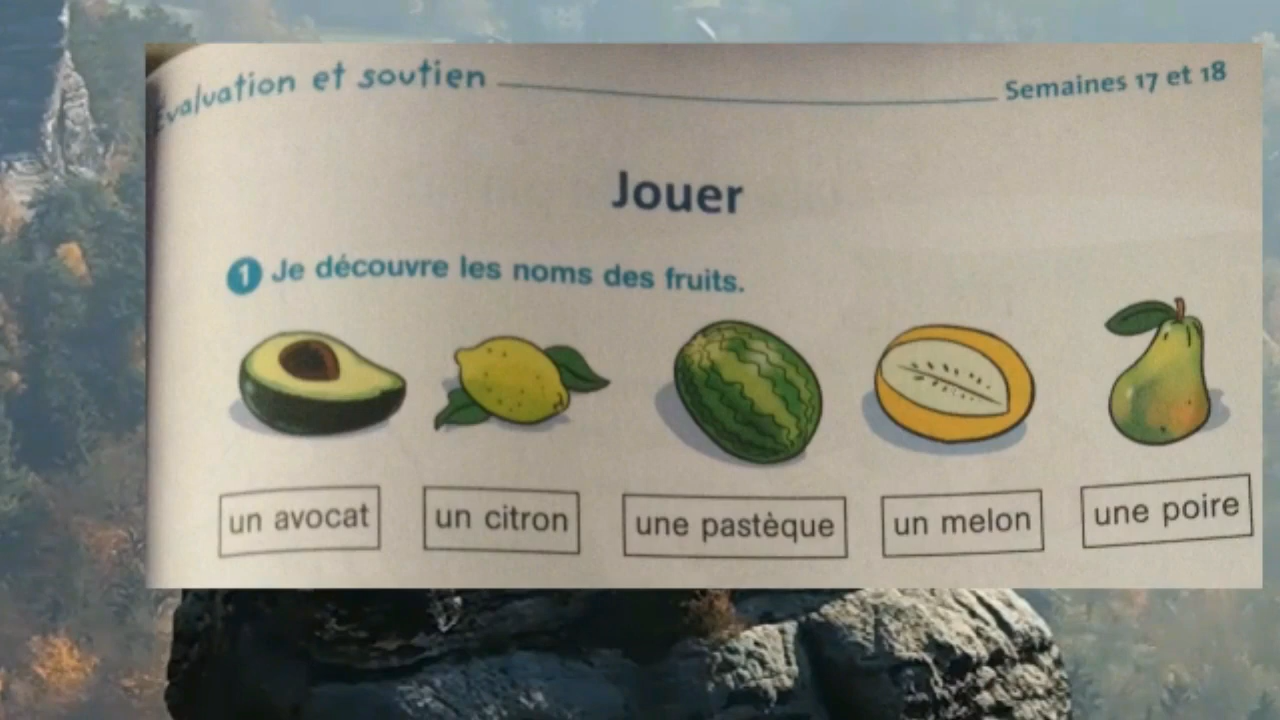 Évaluation et soutien
Semaines 17 et 18
Jouer
1 Je découvre les noms des fruits.
un avocat
un citron
une pastèque
un melon
une poire